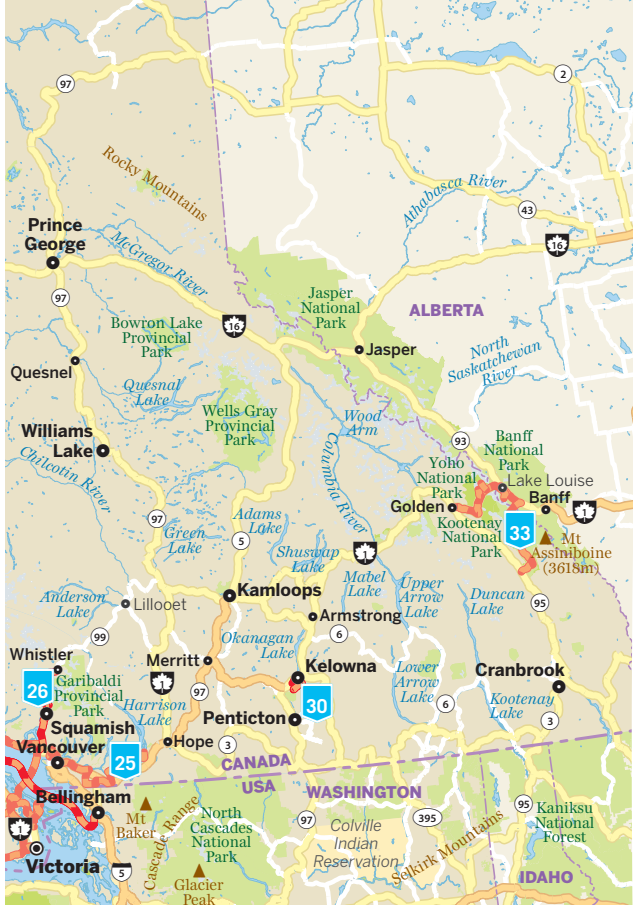 97
2
Rocky Mountains
Athabasca River
43
Prince
George
McGregor River
16
97
Jasper
National
Park
ALBERTA
16
Bowron Lake
Provincial
Park
Jasper
North
Saskatchewan
River
Quesnel
Quesnal
Lake
Wells Gray
Provincial
Park
Wood
Arm
Williams
Lake
93
Banff
National
Park
Yoho
National
Park
Lake Louise
Chilcotin River
Columbia River
Golden
Banff
1
97
Green
Lake
Adams
Lake
5
Kootenay
National
Park
33
Mt
Assiniboine
(3618m)
Shuswap
Lake
1
Mabel
Lake
Upper
Arrow
Lake
Duncan
Lake
95
Anderson
Lake
Lillooet
Kamloops
Armstrong
99
6
Okanagan
Lake
Whistler
Merritt
Kelowna
Lower
Arrow
Lake
Cranbrook
26
Garibaldi
Provincial
Park
1
97
30
6
Kootenay
Lake
Harrison
Lake
Squamish
Penticton
3
Vancouver
Hope
3
25
CANADA
USA
WASHINGTON
Bellingham
Mt
Baker
Cascade Range
North
Cascades
National
Park
97
395
95
Kaniksu
National
Forest
Colville
Indian
Reservation
Selkirk Mountains
1
Victoria
5
Glacier
Peak
IDAHO